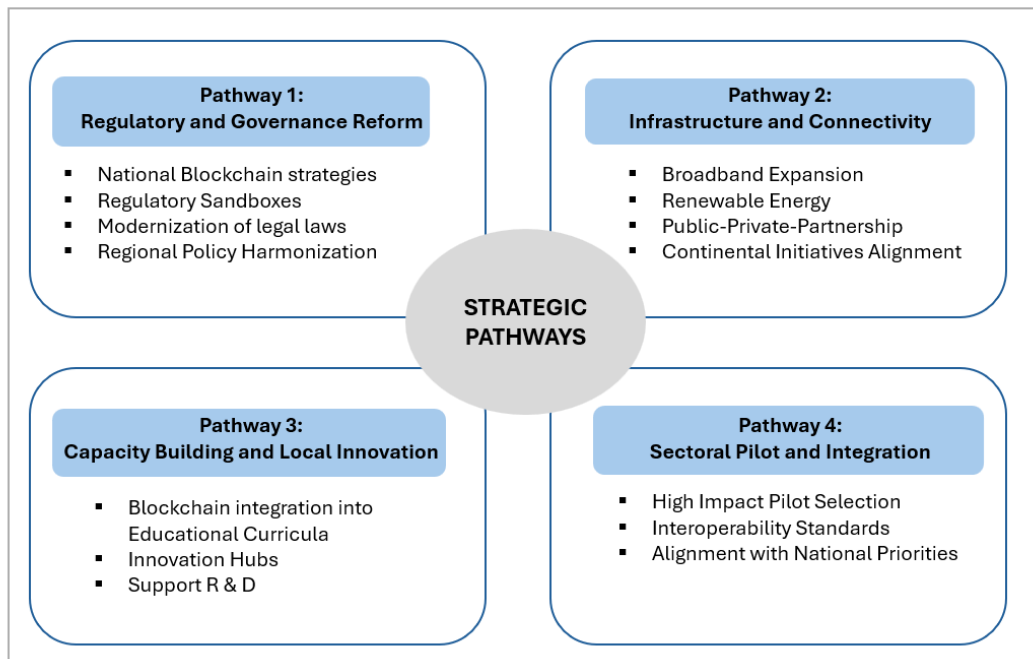 Pathway 1:
Regulatory and Governance Reform
▪ National Blockchain strategies
▪ Regulatory Sandboxes
▪ Modernization of legal laws
▪ Regional Policy Harmonization
Pathway 2:
Infrastructure and Connectivity
▪ Broadband Expansion
▪ Renewable Energy
▪ Public-Private-Partnership
▪ Continental Initiatives Alignment
STRATEGIC
PATHWAYS
Pathway 3:
Capacity Building and Local Innovation
▪ Blockchain integration into
Educational Curricula
▪ Innovation Hubs
▪ Support R & D
Pathway 4:
Sectoral Pilot and Integration
▪ High Impact Pilot Selection
▪ Interoperability Standards
▪ Alignment with National Priorities